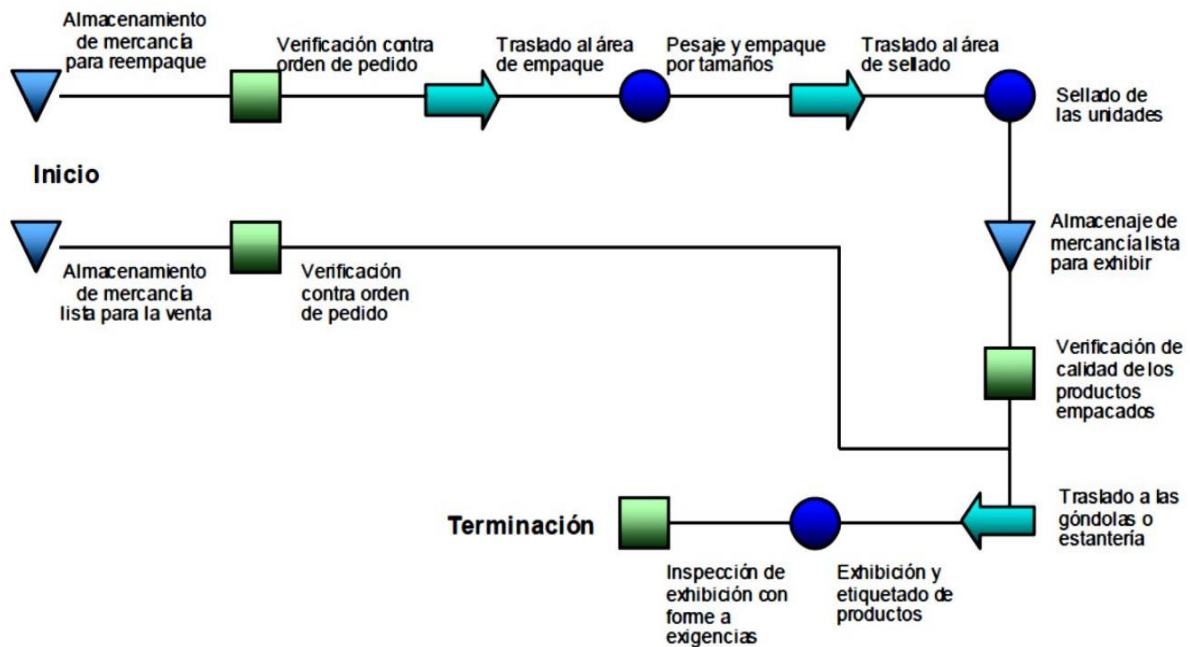 Almacenamiento
de mercancía
para reempaque
Verificación contra
orden de pedido
Traslado al área
de empaque
Pesaje y empaque
por tamaños
Traslado al área
de sellado
Sellado de
las unidades
Inicio
Almacenamiento
de mercancía
lista para la venta
Verificación
contra orden
de pedido
Almacenaje de
mercancía lista
para exhibir
Verificación de
calidad de los
productos
empacados
Traslado a las
góndolas o
estantería
Terminación
Inspección de
exhibición con
forme a
exigencias
Exhibición y
etiquetado de
productos